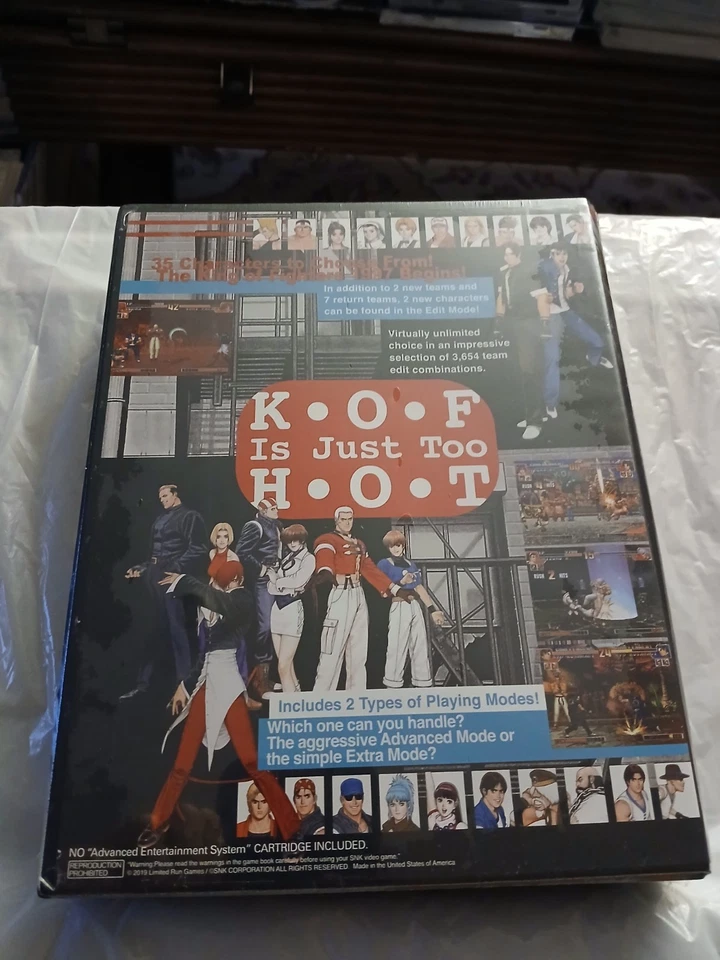 35 Characters to Choose From!
The King of Fighters 1997 Begins!
In addition to 2 new teams and
7 return teams, 2 new characters
can be found in the Edit Mode!
Virtually unlimited
choice in an impressive
selection of 3,654 team
edit combinations.
K•O•F
Is Just Too
H•O•T
Includes 2 Types of Playing Modes!
Which one can you handle?
The aggressive Advanced Mode or
the simple Extra Mode?
NO "Advanced Entertainment System" CARTRIDGE INCLUDED.
REPRODUCTION
PROHIBITED
"Warning:Please read the warnings in the game book carefully before using your SNK video game."
© 2019 Limited Run Games / ©SNK CORPORATION ALL RIGHTS RESERVED. Made in the United States of America